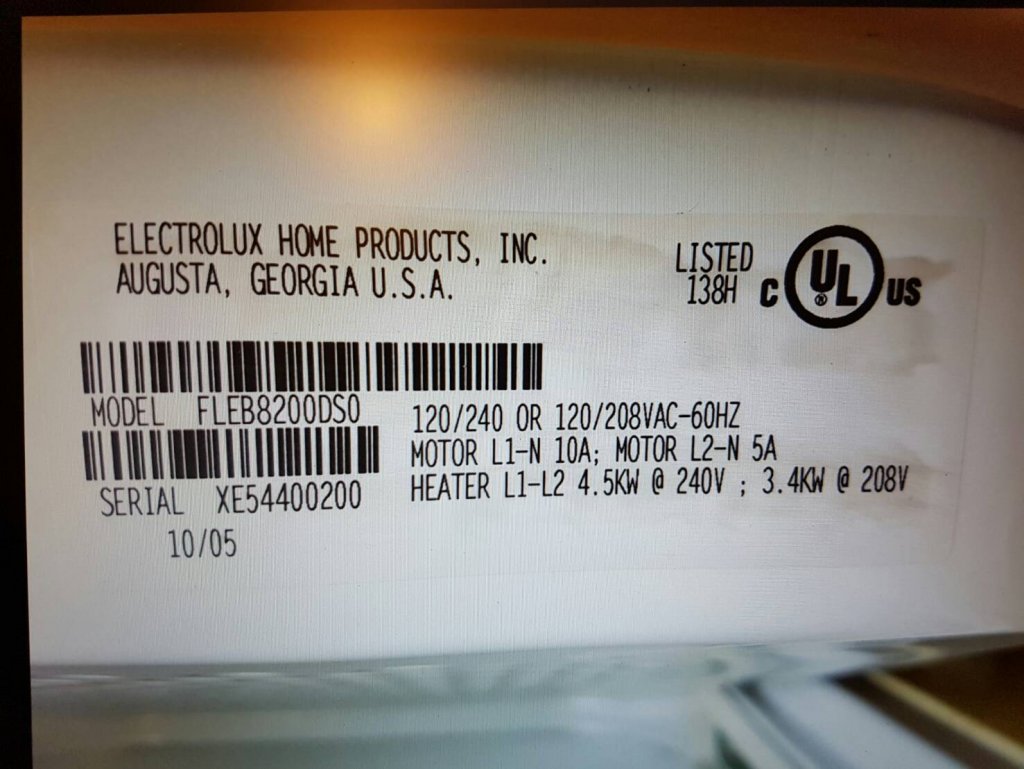 ELECTROLUX HOME PRODUCTS, INC.
AUGUSTA, GEORGIA U.S.A.
LISTED
138H
C UL® US
MODEL FLEB8200DS0
SERIAL XE54400200
10/05
120/240 OR 120/208VAC-60HZ
MOTOR L1-N 10A; MOTOR L2-N 5A
HEATER L1-L2 4.5KW @ 240V ; 3.4KW @ 208V